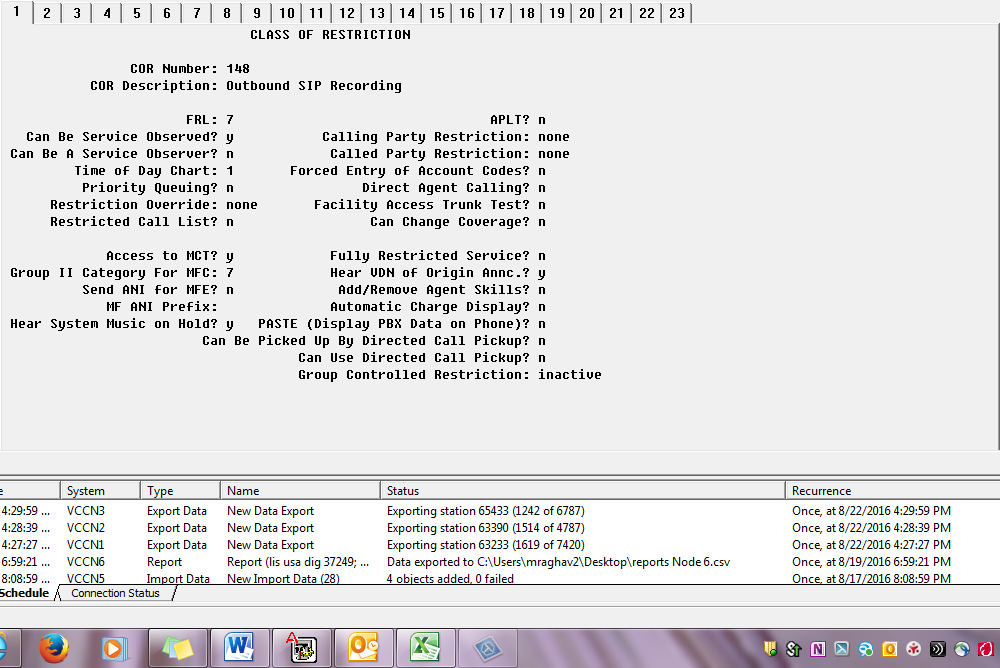 1 2 3 4 5 6 7 8 9 10 11 12 13 14 15 16 17 18 19 20 21 22 23
CLASS OF RESTRICTION
COR Number: 148
COR Description: Outbound SIP Recording
FRL: 7 APLT? n
Can Be Service Observed? y Calling Party Restriction: none
Can Be A Service Observer? n Called Party Restriction: none
Time of Day Chart: 1 Forced Entry of Account Codes? n
Priority Queuing? n Direct Agent Calling? n
Restriction Override: none Facility Access Trunk Test? n
Restricted Call List? n Can Change Coverage? n
Access to MCT? y Fully Restricted Service? n
Group II Category For MFC: 7 Hear VDN of Origin Annc.? y
Send ANI for MFE? n Add/Remove Agent Skills? n
MF ANI Prefix: Automatic Charge Display? n
Hear System Music on Hold? y PASTE (Display PBX Data on Phone)? n
Can Be Picked Up By Directed Call Pickup? n
Can Use Directed Call Pickup? n
Group Controlled Restriction: inactive
e System Type Name Status Recurrence
4:29:59 ... VCCN3 Export Data New Data Export Exporting station 65433 (1242 of 6787) Once, at 8/22/2016 4:29:59 PM
4:28:39 ... VCCN2 Export Data New Data Export Exporting station 63390 (1514 of 4787) Once, at 8/22/2016 4:28:39 PM
4:27:27 ... VCCN1 Export Data New Data Export Exporting station 63233 (1619 of 7420) Once, at 8/22/2016 4:27:27 PM
6:59:21 ... VCCN6 Report Report (lis usa dig 37249; ... Data exported to C:\Users\mraghav2\Desktop\reports Node 6.csv Once, at 8/19/2016 6:59:21 PM
8:08:59 ... VCCN5 Import Data New Import Data (28) 4 objects added, 0 failed Once, at 8/17/2016 8:08:59 PM
Schedule Connection Status